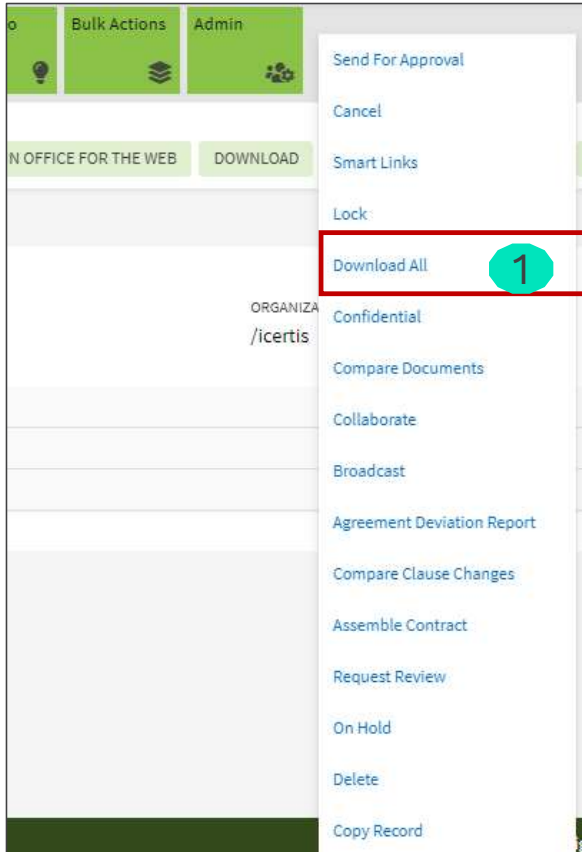 o
Bulk Actions
Admin
N OFFICE FOR THE WEB
DOWNLOAD
ORGANIZA
/icertis
Send For Approval
Cancel
Smart Links
Lock
Download All
1
Confidential
Compare Documents
Collaborate
Broadcast
Agreement Deviation Report
Compare Clause Changes
Assemble Contract
Request Review
On Hold
Delete
Copy Record